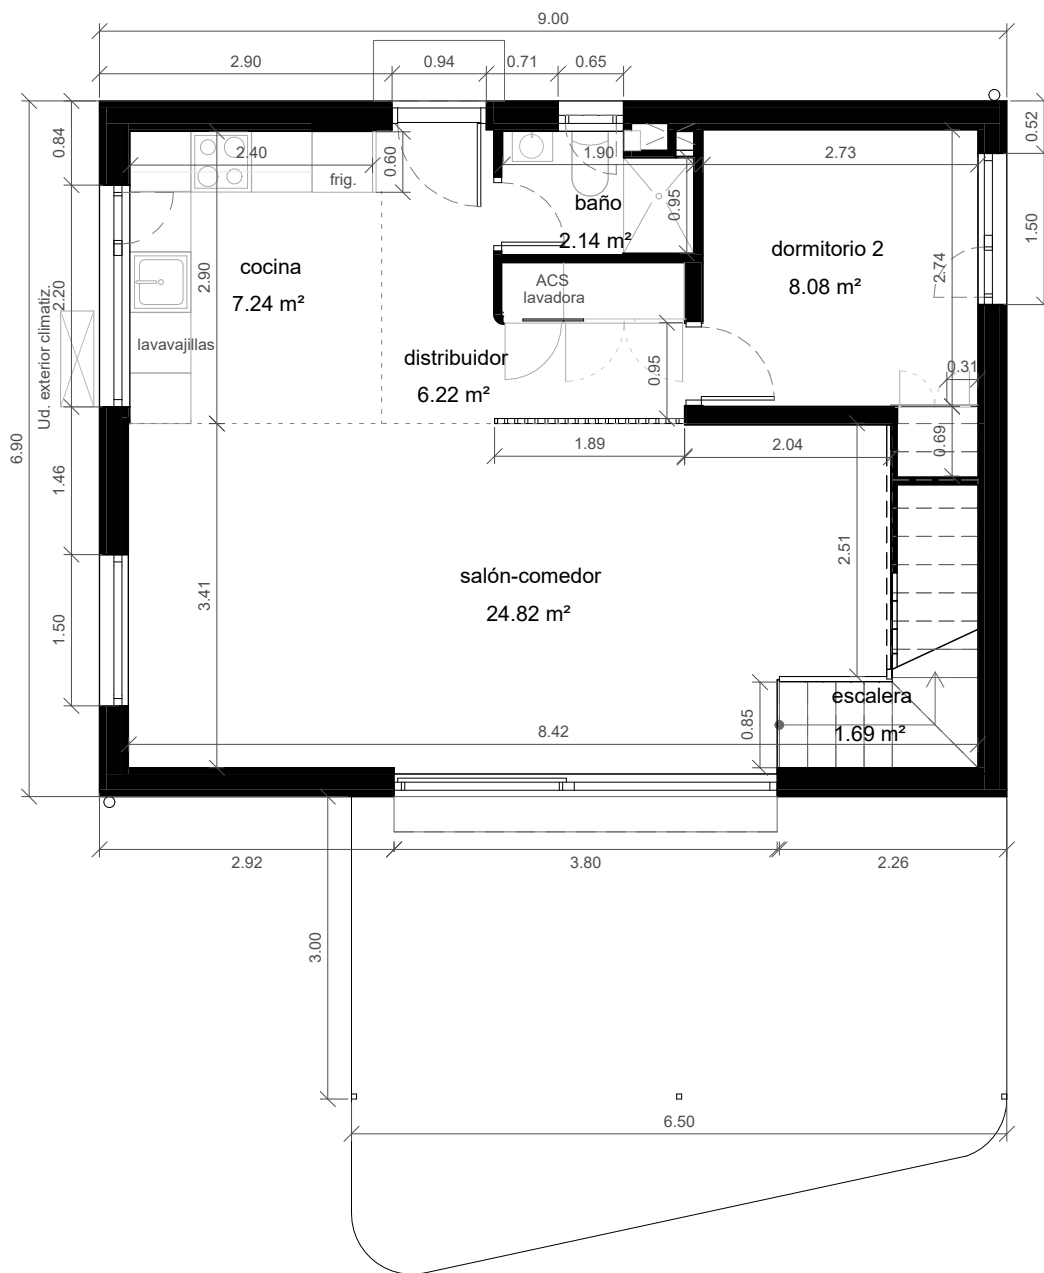 9.00
2.90
0.94
0.71
0.65
0.84
0.52
2.40
0.60
frig.
1.90
2.73
baño
2.14 m²
0.95
1.50
dormitorio 2
8.08 m²
2.74
cocina
7.24 m²
2.90
2.20
ACS
lavadora
Ud. exterior climatiz.
lavavajillas
distribuidor
6.22 m²
0.95
0.31
6.90
1.46
1.89
2.04
0.69
2.51
salón-comedor
24.82 m²
3.41
1.50
escalera
1.69 m²
0.85
8.42
2.92
3.80
2.26
3.00
6.50